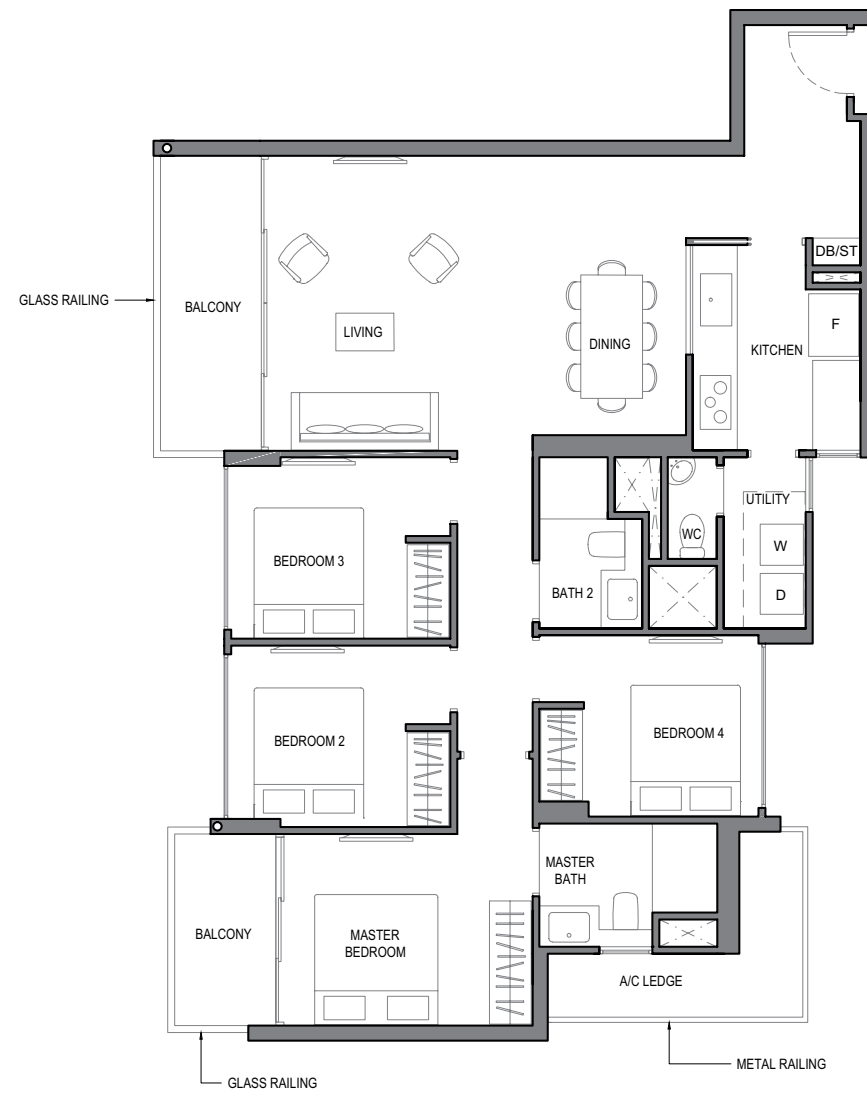 DB/ST
GLASS RAILING
BALCONY
LIVING
DINING
F
KITCHEN
UTILITY
WC
W
BEDROOM 3
BATH 2
D
BEDROOM 2
BEDROOM 4
MASTER
BATH
BALCONY
MASTER
BEDROOM
A/C LEDGE
METAL RAILING
GLASS RAILING